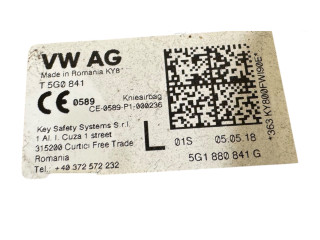 VW AG
Made in Romania KY8*
T 5G0 841
CE 0589
Knieairbag
CE-0589-P1-000236
Key Safety Systems S.r.l
1 Al. I. Cuza 1 street
315200 Curtici Free Trade
Romania
Tel. +40 372 572 232
L
01S 05.05.18
5G1 880 841 G
*363 KY800FWI90E*